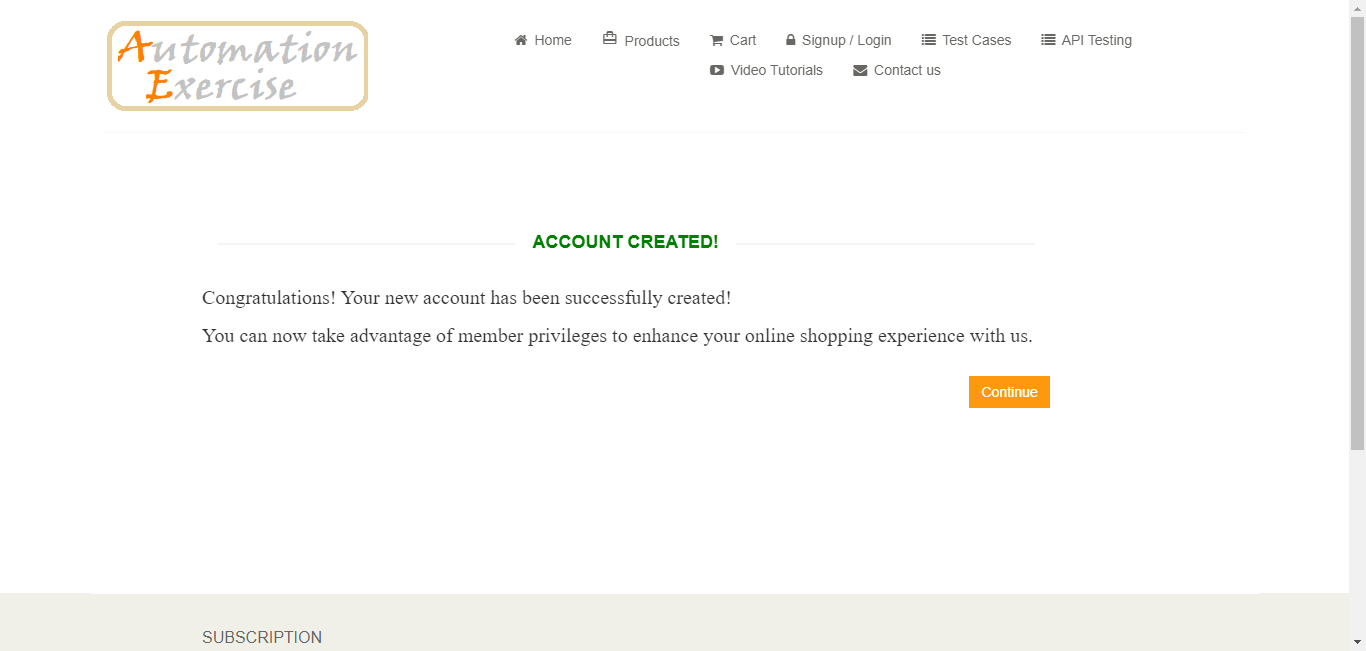 Automation
Exercise
Home Products Cart Signup / Login Test Cases API Testing
Video Tutorials Contact us
ACCOUNT CREATED!
Congratulations! Your new account has been successfully created!
You can now take advantage of member privileges to enhance your online shopping experience with us.
Continue
SUBSCRIPTION